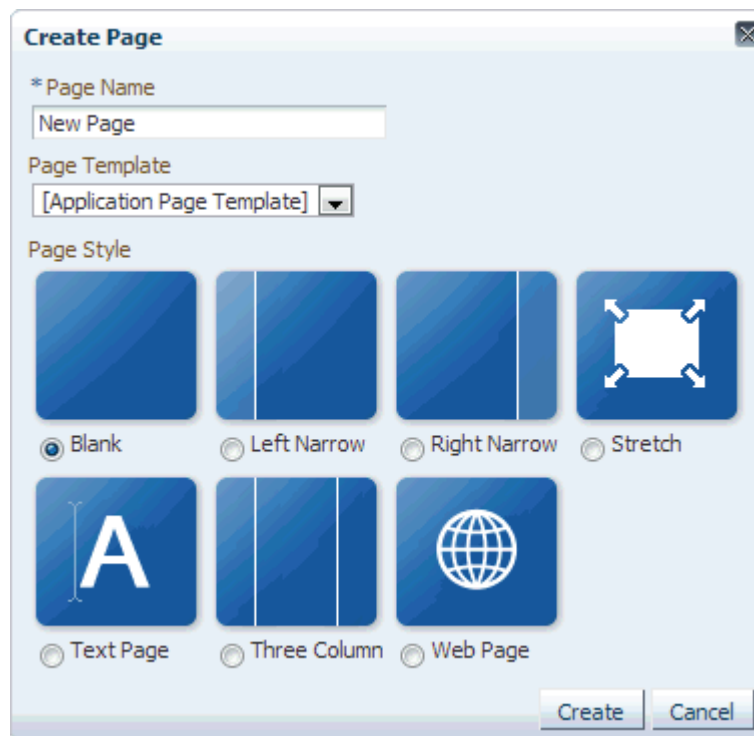 Create Page
* Page Name
New Page
Page Template
[Application Page Template]
Page Style
Blank Left Narrow Right Narrow Stretch
A
Text Page Three Column Web Page
Create Cancel